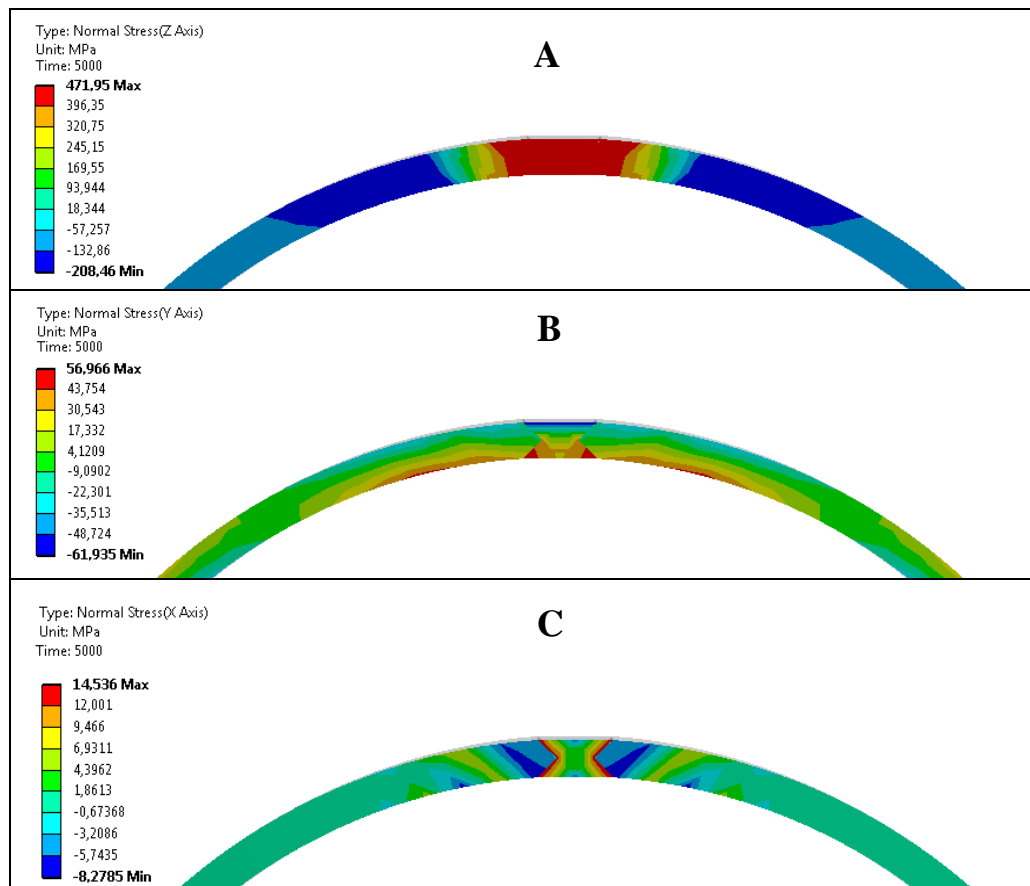 Type: Normal Stress(Z Axis)
Unit: MPa
Time: 5000
A
471,95 Max
396,35
320,75
245,15
169,55
93,944
18,344
-57,257
-132,86
-208,46 Min
Type: Normal Stress(Y Axis)
Unit: MPa
Time: 5000
B
56,966 Max
43,754
30,543
17,332
4,1209
-9,0902
-22,301
-35,513
-48,724
-61,935 Min
Type: Normal Stress(X Axis)
Unit: MPa
Time: 5000
C
14,536 Max
12,001
9,466
6,9311
4,3962
1,8613
-0,67368
-3,2086
-5,7435
-8,2785 Min